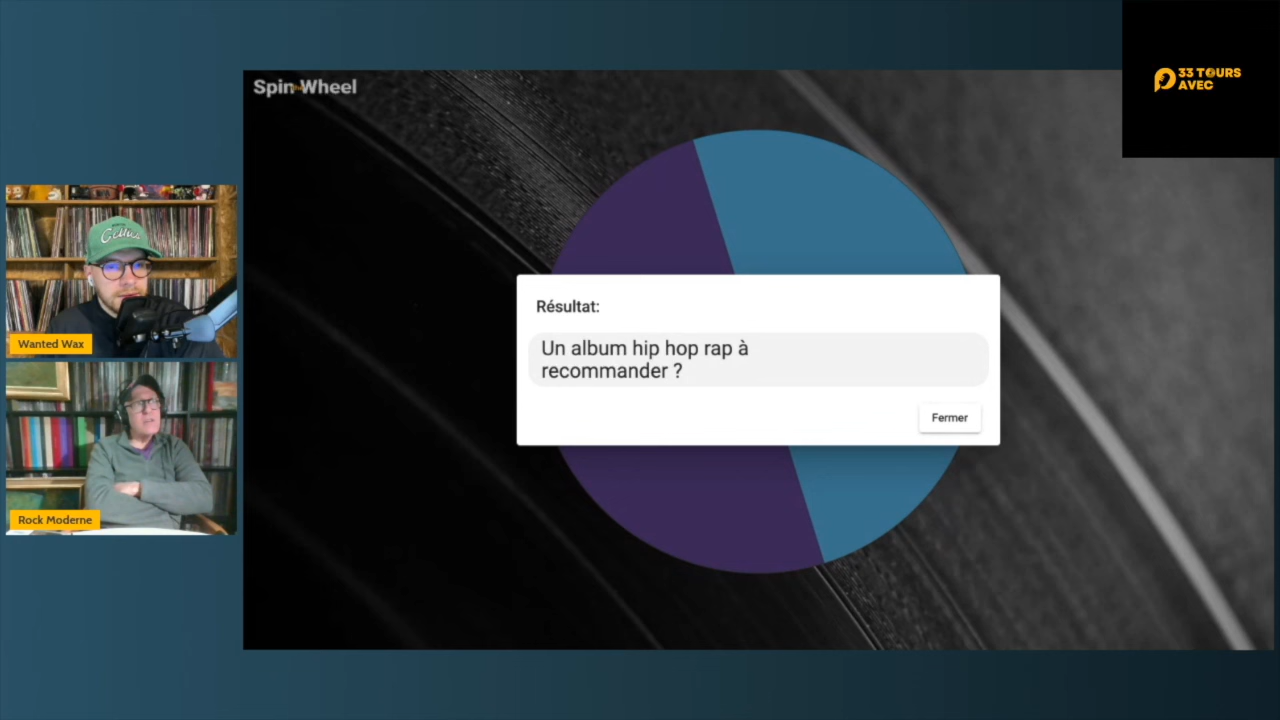 33 TOURS
AVEC
Spin Wheel
Résultat:
Un album hip hop rap à
recommander ?
Fermer
Wanted Wax
Rock Moderne